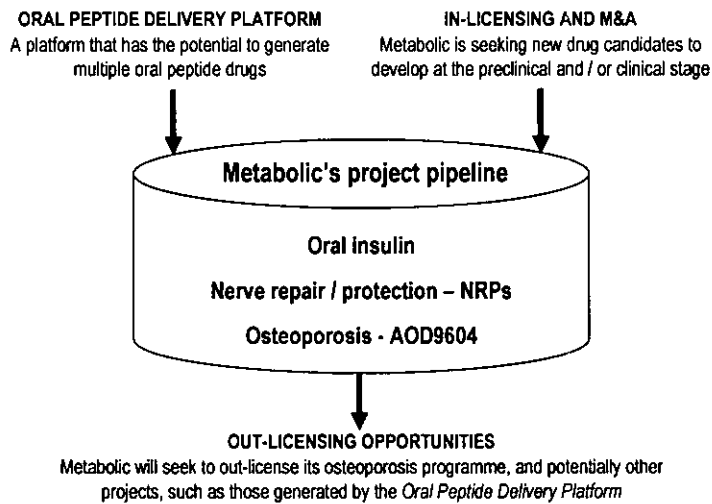 ORAL PEPTIDE DELIVERY PLATFORM
A platform that has the potential to generate
multiple oral peptide drugs
IN-LICENSING AND M&A
Metabolic is seeking new drug candidates to
develop at the preclinical and / or clinical stage
Metabolic's project pipeline
Oral insulin
Nerve repair / protection – NRPs
Osteoporosis - AOD9604
OUT-LICENSING OPPORTUNITIES
Metabolic will seek to out-license its osteoporosis programme, and potentially other
projects, such as those generated by the Oral Peptide Delivery Platform